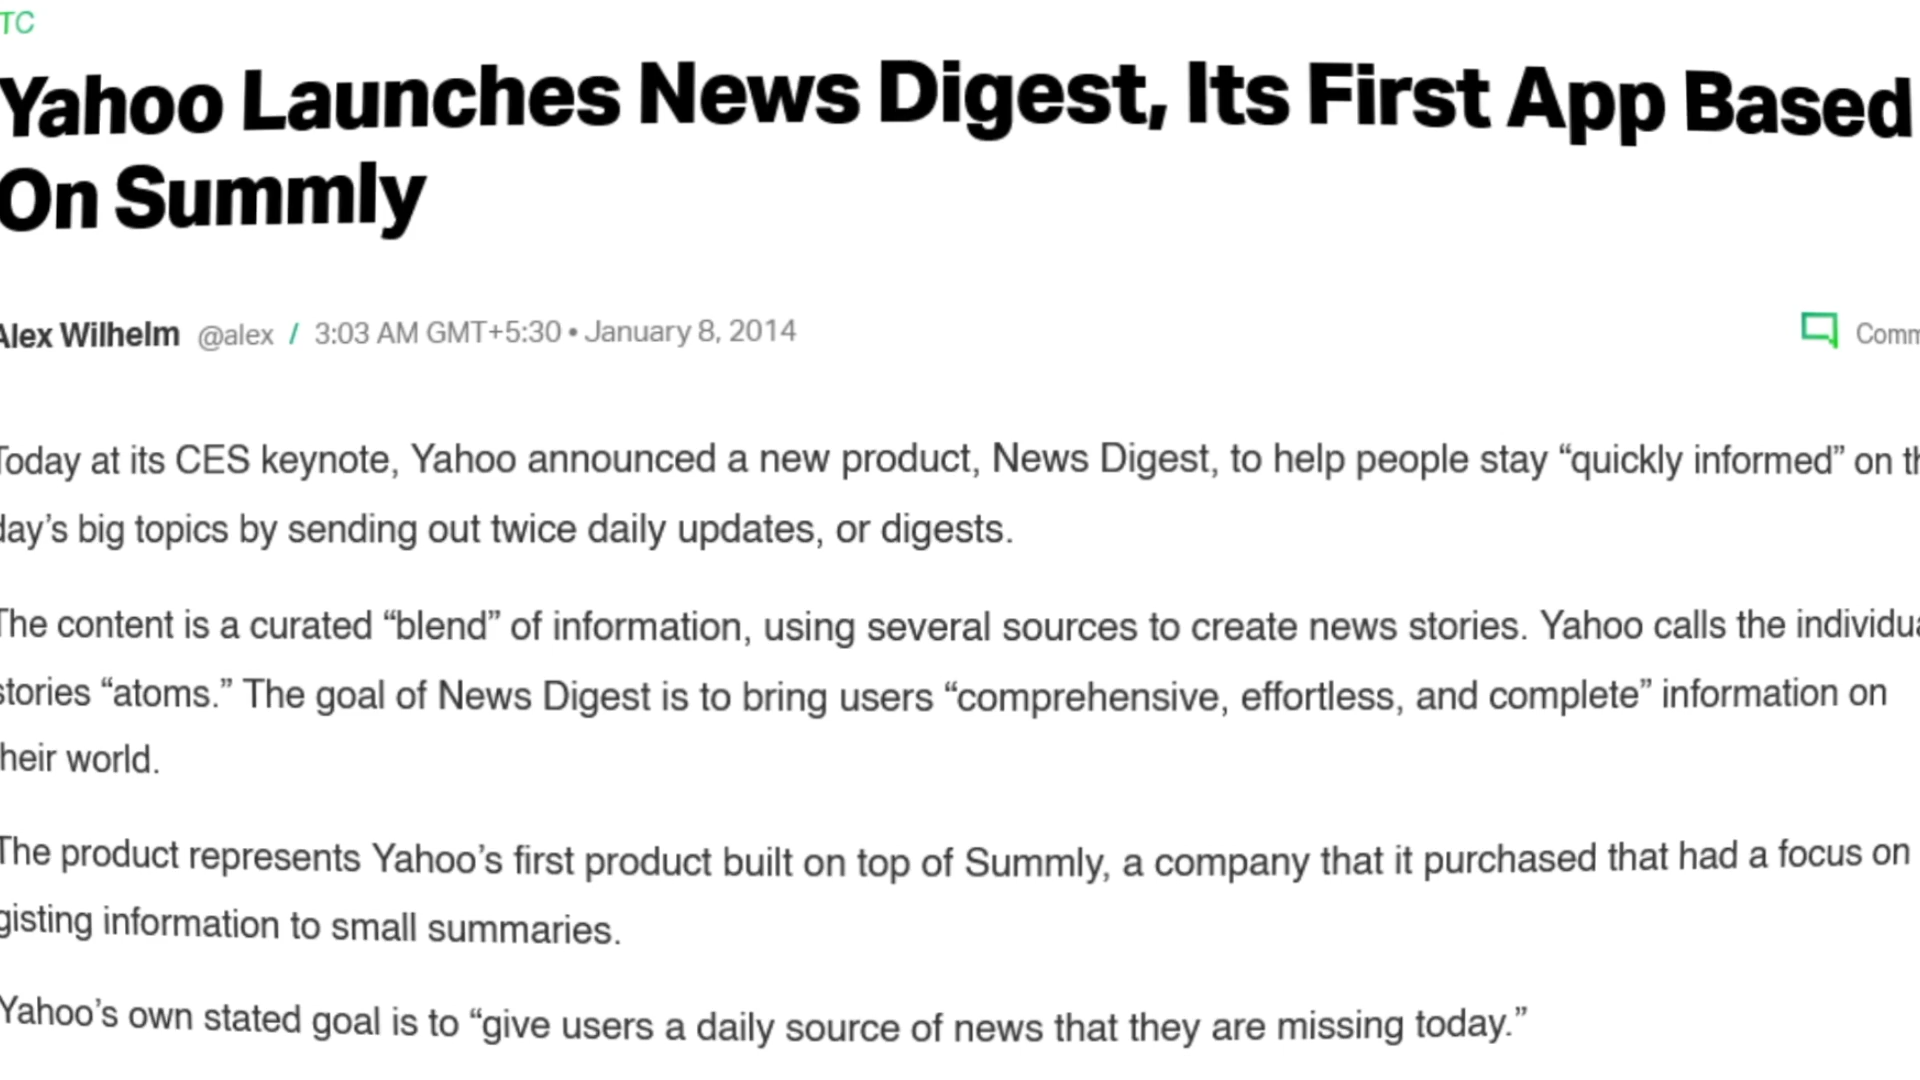 TC
Yahoo Launches News Digest, Its First App Based
On Summly
Alex Wilhelm @alex / 3:03 AM GMT+5:30 • January 8, 2014
Comm
Today at its CES keynote, Yahoo announced a new product, News Digest, to help people stay “quickly informed” on th
day’s big topics by sending out twice daily updates, or digests.
The content is a curated “blend” of information, using several sources to create news stories. Yahoo calls the individua
stories “atoms.” The goal of News Digest is to bring users “comprehensive, effortless, and complete” information on
their world.
The product represents Yahoo’s first product built on top of Summly, a company that it purchased that had a focus on
gisting information to small summaries.
Yahoo’s own stated goal is to “give users a daily source of news that they are missing today.”